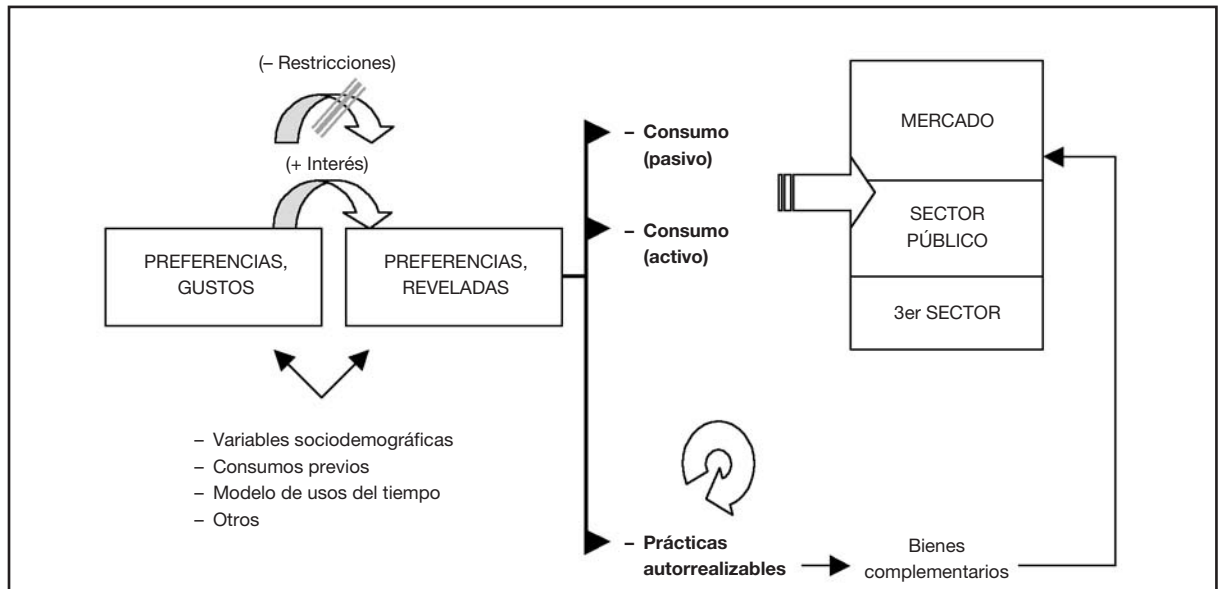 (– Restricciones)
(+ Interés)
PREFERENCIAS,
GUSTOS
PREFERENCIAS,
REVELADAS
– Variables sociodemográficas
– Consumos previos
– Modelo de usos del tiempo
– Otros
– Consumo
(pasivo)
– Consumo
(activo)
– Prácticas
autorrealizables
Bienes
complementarios
MERCADO
SECTOR
PÚBLICO
3er SECTOR